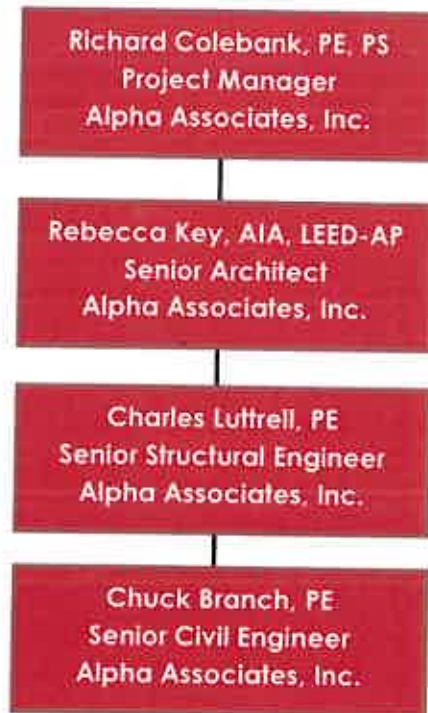 Richard Colebank, PE, PS
Project Manager
Alpha Associates, Inc.
Rebecca Key, AIA, LEED-AP
Senior Architect
Alpha Associates, Inc.
Charles Luttrell, PE
Senior Structural Engineer
Alpha Associates, Inc.
Chuck Branch, PE
Senior Civil Engineer
Alpha Associates, Inc.